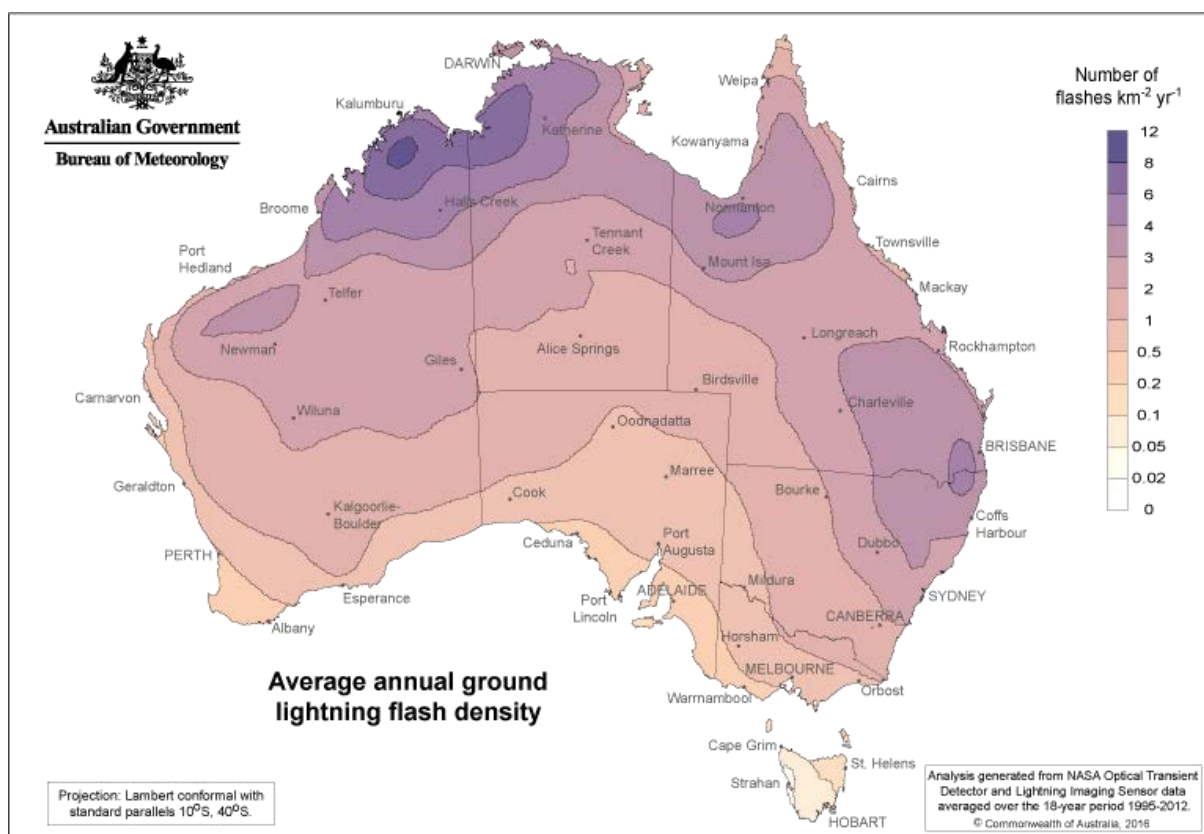 Australian Government
Bureau of Meteorology
Number of
flashes km⁻² yr⁻¹
12
8
6
4
3
2
1
0.5
0.2
0.1
0.05
0.02
0
DARWIN
Kalumburu
Katherine
Weipa
Kowanyama
Cairns
Broome
Halls Creek
Normanton
Port
Hedland
Tennant
Creek
Townsville
Mount Isa
Telfer
Mackay
Newman
Giles
Alice Springs
Longreach
Rockhampton
Carnarvon
Birdsville
Wiluna
Charleville
Oodnadatta
BRISBANE
Geraldton
Marree
Kalgoorlie-
Boulder
Cook
Bourke
Coffs
Harbour
PERTH
Ceduna
Port
Augusta
Dubbo
Esperance
Port
Lincoln
ADELAIDE
Mildura
SYDNEY
Albany
CANBERRA
Horsham
MELBOURNE
Warrnambool
Orbost
Average annual ground
lightning flash density
Cape Grim
St. Helens
Strahan
HOBART
Projection: Lambert conformal with
standard parallels 10ºS, 40ºS.
Analysis generated from NASA Optical Transient
Detector and Lightning Imaging Sensor data
averaged over the 18-year period 1995-2012.
© Commonwealth of Australia, 2016